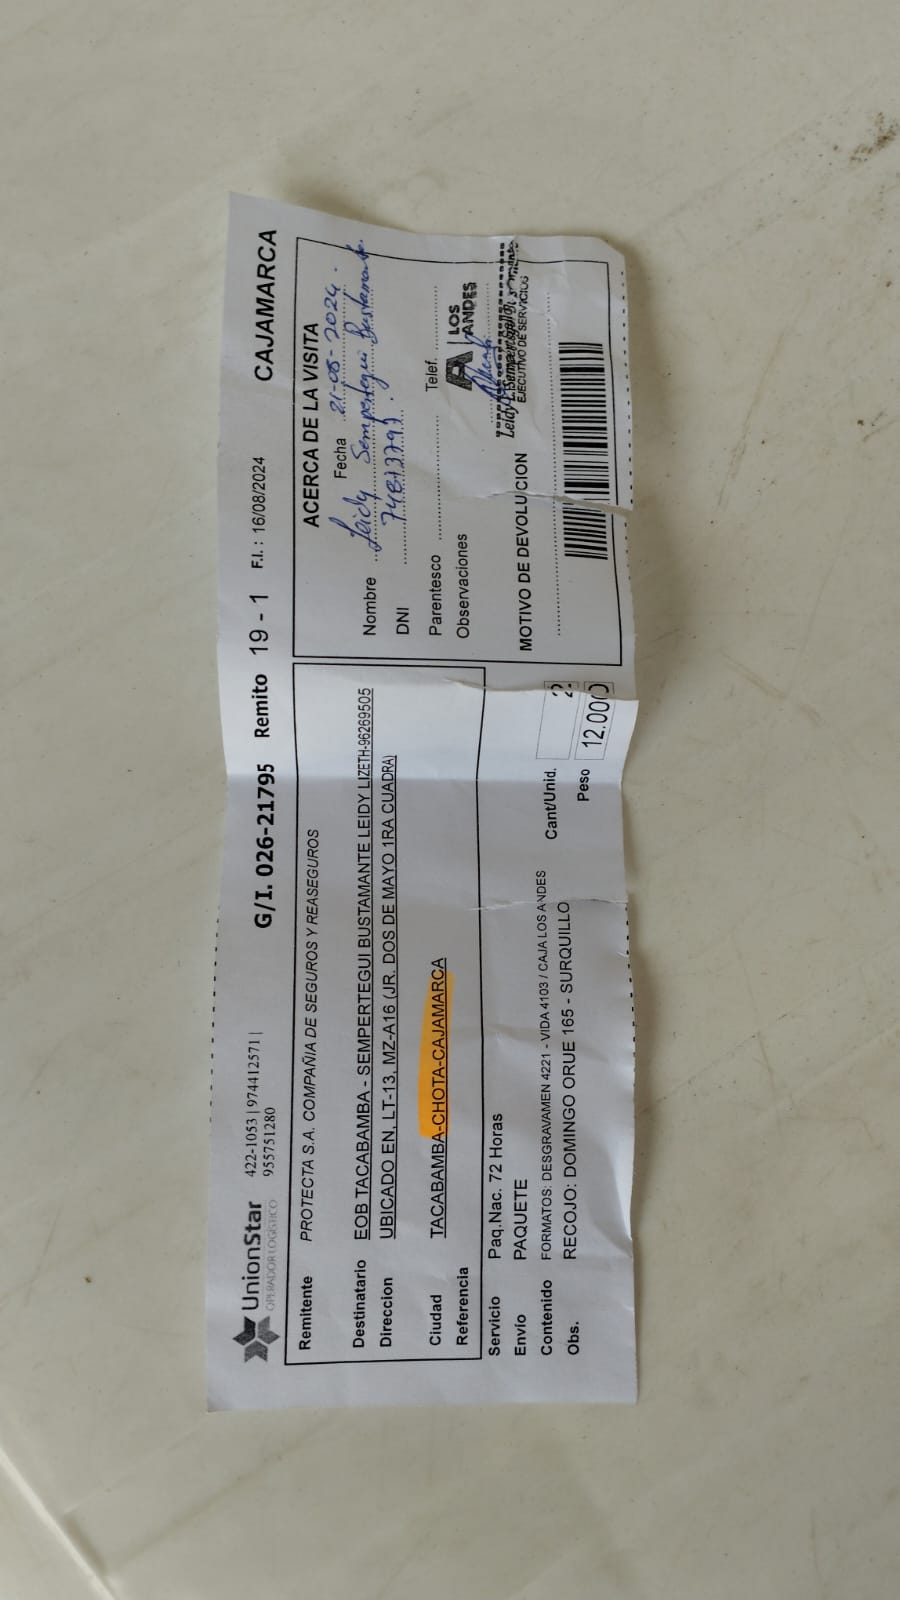 UnionStar
OPERADOR LOGÍSTICO
422-1053 | 974412571 |
955751280
G/I. 026-21795 Remito 19 - 1 F.I. : 16/08/2024 CAJAMARCA
Remitente PROTECTA S.A. COMPAÑIA DE SEGUROS Y REASEGUROS
Destinatario EOB TACABAMBA - SEMPERTEGUI BUSTAMANTE LEIDY LIZETH-96269505
Direccion UBICADO EN, LT-13, MZ-A16 (JR. DOS DE MAYO 1RA CUADRA)
Ciudad TACABAMBA-CHOTA-CAJAMARCA
Referencia
Servicio Paq.Nac. 72 Horas
Envío PAQUETE
Contenido FORMATOS: DESGRAVAMEN 4221 - VIDA 4103 / CAJA LOS ANDES
Obs. RECOJO: DOMINGO ORUE 165 - SURQUILLO
Cant/Unid. 2
Peso 12.000
ACERCA DE LA VISITA
Fecha 21-08-2024.
Nombre Leidy Sempertegui Bustamante.
DNI
Parentesco Telef.
Observaciones
LOS
ANDES
EJECUTIVO DE SERVICIOS
MOTIVO DE DEVOLUCION